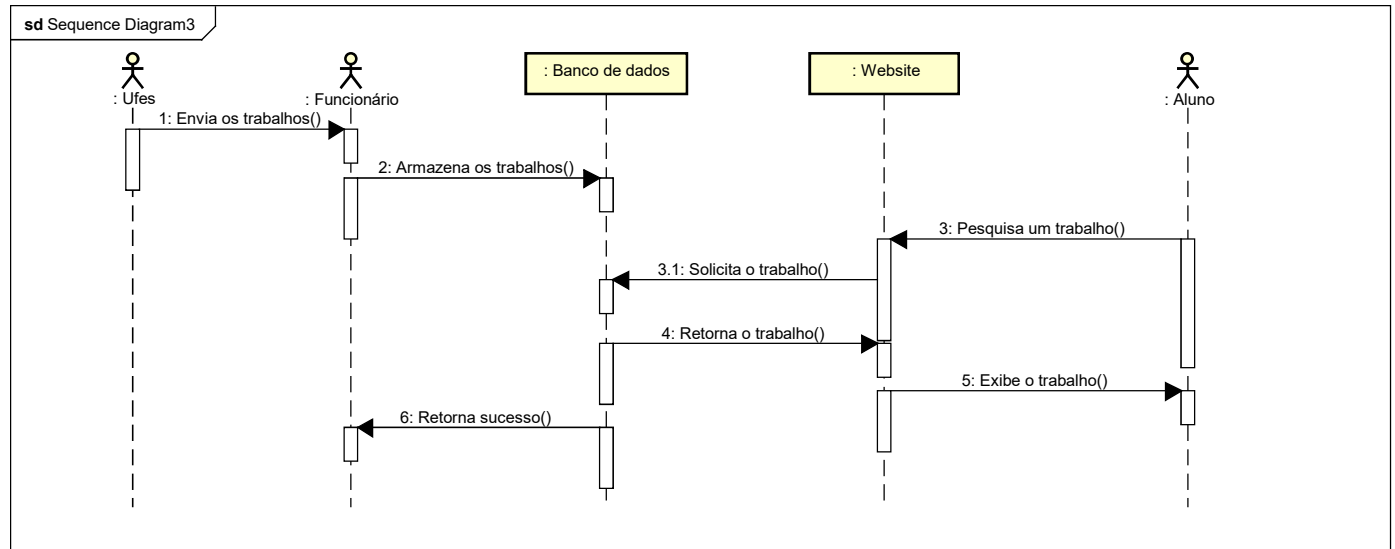 sd Sequence Diagram3
: Ufes
: Funcionário
: Banco de dados
: Website
: Aluno
1: Envia os trabalhos()
2: Armazena os trabalhos()
3: Pesquisa um trabalho()
3.1: Solicita o trabalho()
4: Retorna o trabalho()
5: Exibe o trabalho()
6: Retorna sucesso()